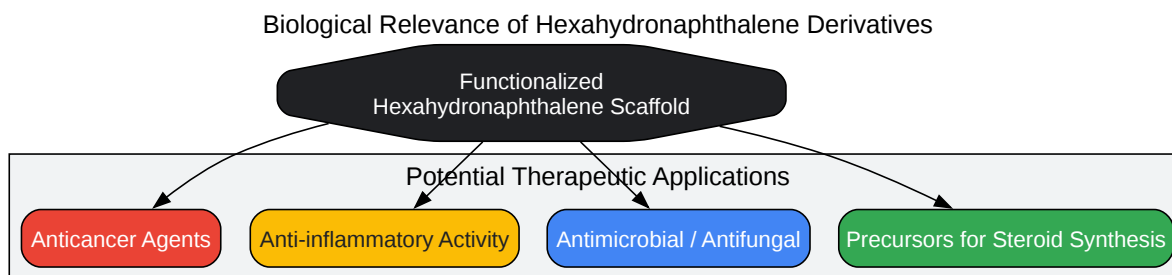 Biological Relevance of Hexahydronaphthalene Derivatives
Functionalized
Hexahydronaphthalene Scaffold
Potential Therapeutic Applications
Anticancer Agents
Anti-inflammatory Activity
Antimicrobial / Antifungal
Precursors for Steroid Synthesis